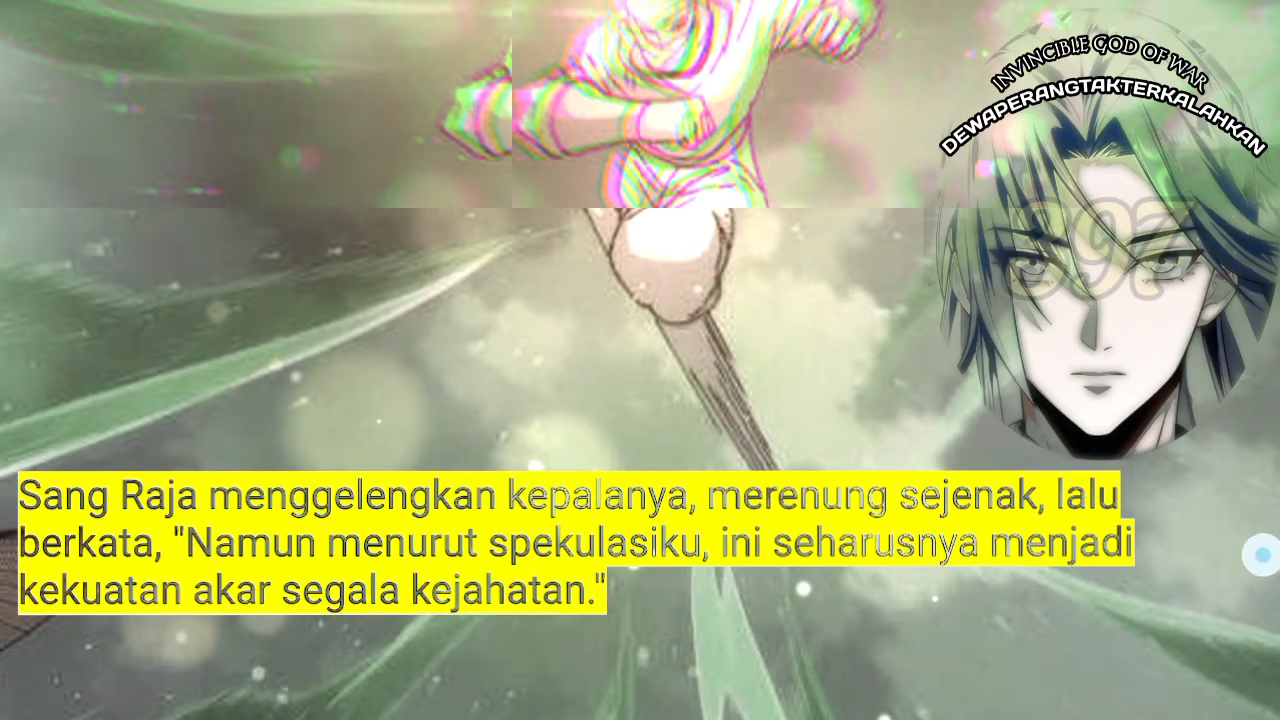 INVINCIBLE GOD OF WAR
DEWAPERANGTAKTERKALAHKAN
397
Sang Raja menggelengkan kepalanya, merenung sejenak, lalu
berkata, "Namun menurut spekulasiku, ini seharusnya menjadi
kekuatan akar segala kejahatan."